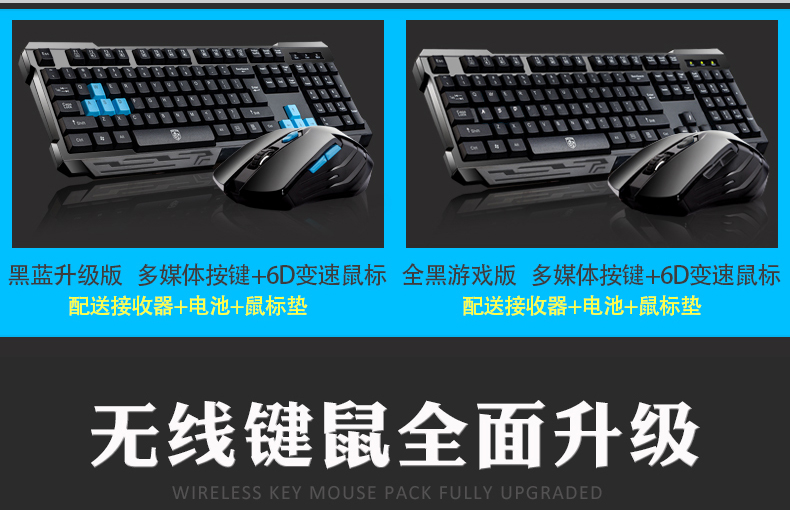 黑蓝升级版 多媒体按键+6D变速鼠标
配送接收器+电池+鼠标垫
全黑游戏版 多媒体按键+6D变速鼠标
配送接收器+电池+鼠标垫
无线键鼠全面升级
WIRELESS KEY MOUSE PACK FULLY UPGRADED